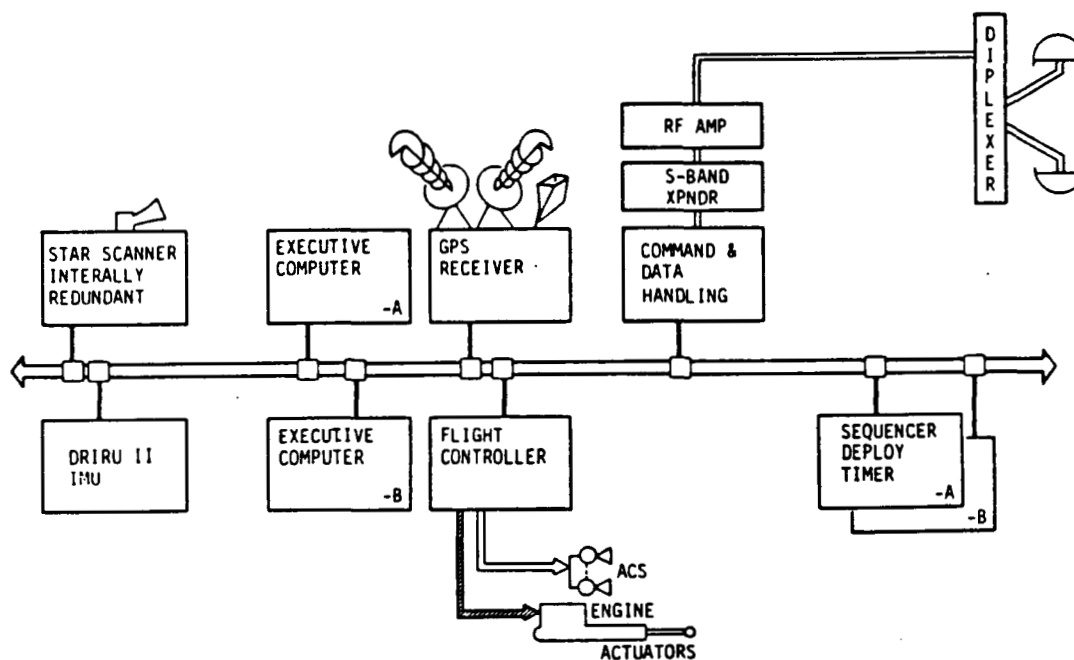 DIPLEXER
RF AMP
S-BAND
XPNDR
STAR SCANNER
INTERALLY
REDUNDANT
EXECUTIVE
COMPUTER
-A
GPS
RECEIVER
COMMAND &
DATA
HANDLING
DRIRU II
IMU
EXECUTIVE
COMPUTER
-B
FLIGHT
CONTROLLER
SEQUENCER
DEPLOY
TIMER
-A
-B
ACS
ENGINE
ACTUATORS